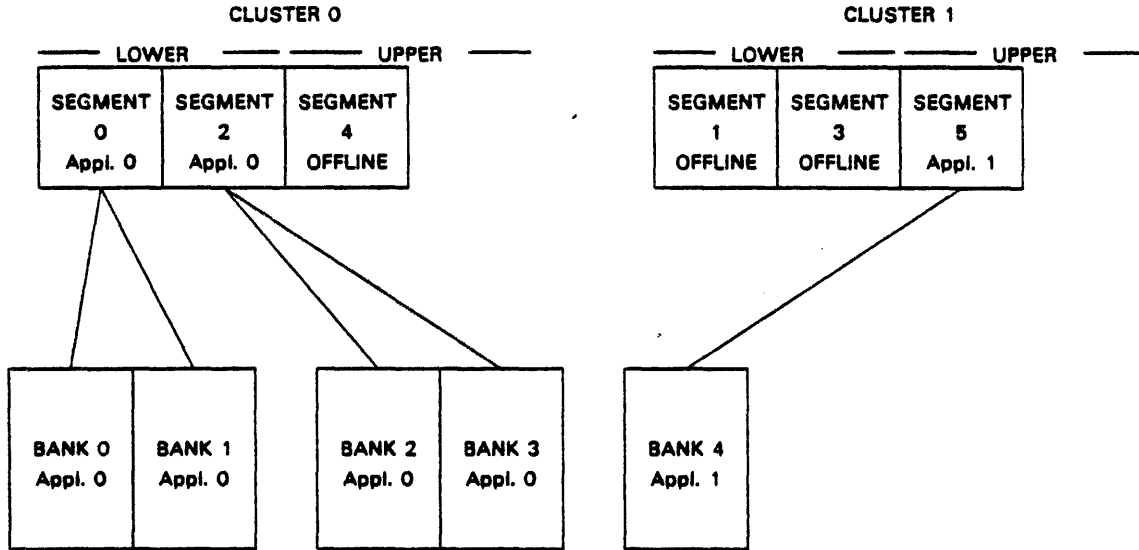 CLUSTER 0
CLUSTER 1
LOWER UPPER
LOWER UPPER
SEGMENT
0
Appl. 0
SEGMENT
2
Appl. 0
SEGMENT
4
OFFLINE
SEGMENT
1
OFFLINE
SEGMENT
3
OFFLINE
SEGMENT
5
Appl. 1
BANK 0
Appl. 0
BANK 1
Appl. 0
BANK 2
Appl. 0
BANK 3
Appl. 0
BANK 4
Appl. 1